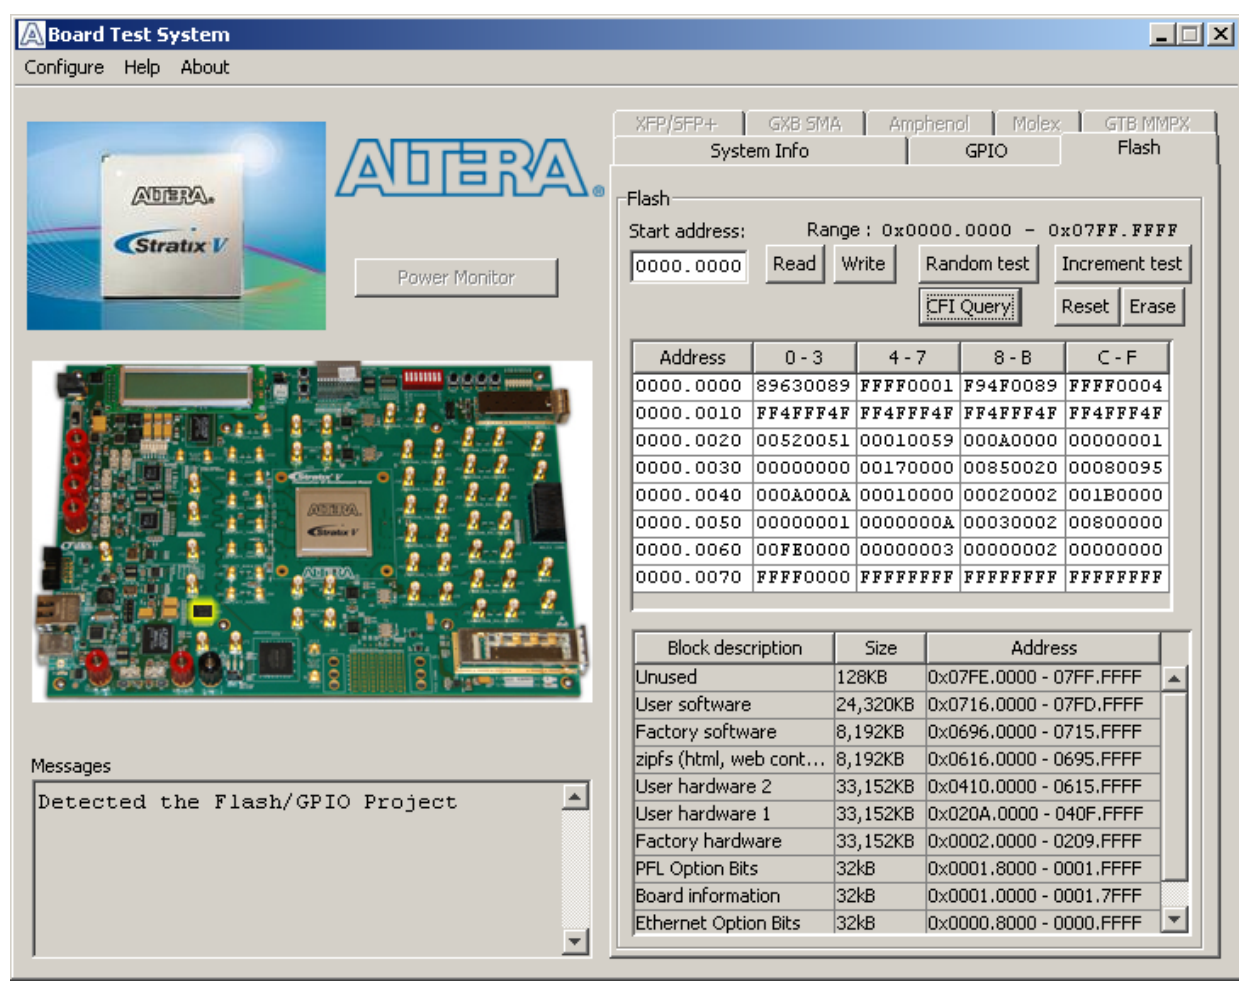 Board Test System
Configure Help About
ALTERA.
Stratix V
ALTERA®
Power Monitor
Stratix V
ALTERA.
Stratix V
ALTERA
Messages
Detected the Flash/GPIO Project
XFP/SFP+ GXB SMA Amphenol Molex GTB MMPX
System Info GPIO Flash
Flash
Start address: Range : 0x0000.0000 - 0x07FF.FFFF
0000.0000 Read Write Random test Increment test
CFI Query Reset Erase
Address 0 - 3 4 - 7 8 - B C - F
0000.0000 89630089 FFFF0001 F94F0089 FFFF0004
0000.0010 FF4FFF4F FF4FFF4F FF4FFF4F FF4FFF4F
0000.0020 00520051 00010059 000A0000 00000001
0000.0030 00000000 00170000 00850020 00080095
0000.0040 000A000A 00010000 00020002 001B0000
0000.0050 00000001 0000000A 00030002 00800000
0000.0060 00FE0000 00000003 00000002 00000000
0000.0070 FFFF0000 FFFFFFFF FFFFFFFF FFFFFFFF
Block description Size Address
Unused 128KB 0x07FE.0000 - 07FF.FFFF
User software 24,320KB 0x0716.0000 - 07FD.FFFF
Factory software 8,192KB 0x0696.0000 - 0715.FFFF
zipfs (html, web cont... 8,192KB 0x0616.0000 - 0695.FFFF
User hardware 2 33,152KB 0x0410.0000 - 0615.FFFF
User hardware 1 33,152KB 0x020A.0000 - 040F.FFFF
Factory hardware 33,152KB 0x0002.0000 - 0209.FFFF
PFL Option Bits 32kB 0x0001.8000 - 0001.FFFF
Board information 32kB 0x0001.0000 - 0001.7FFF
Ethernet Option Bits 32kB 0x0000.8000 - 0000.FFFF